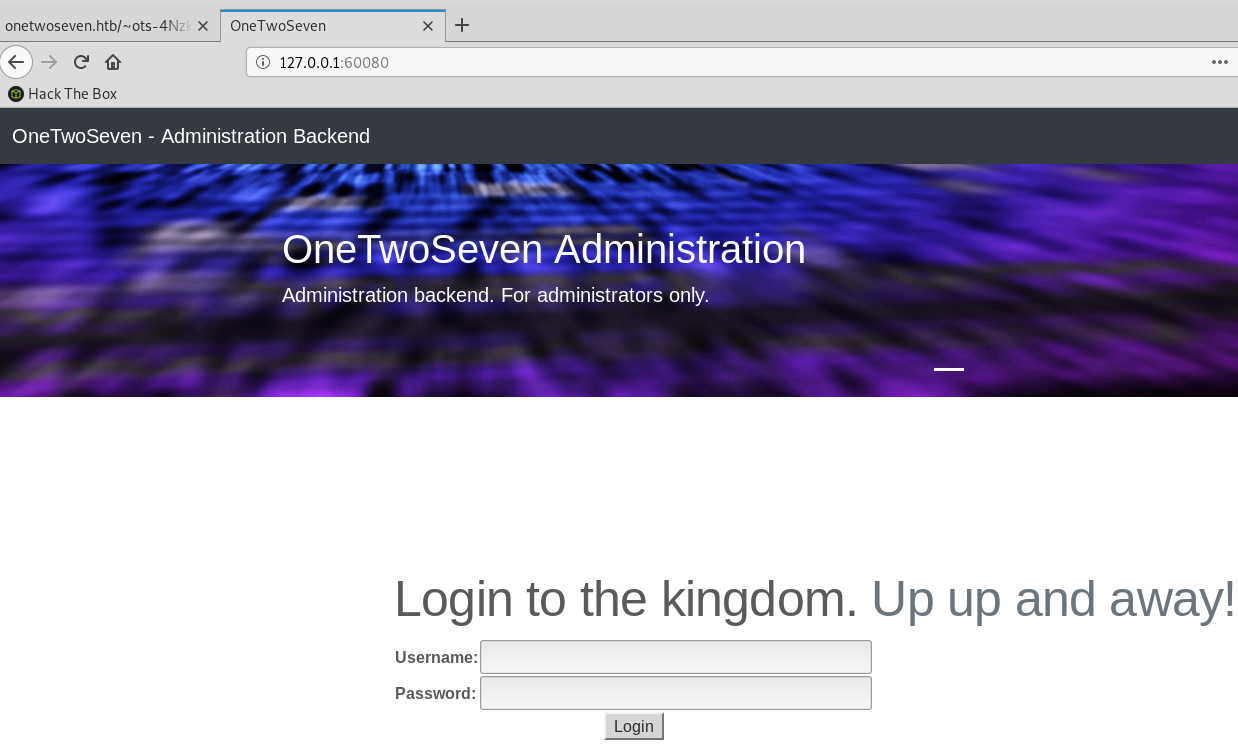 onetwoseven.htb/~ots-4Nzk
OneTwoSeven
127.0.0.1:60080
Hack The Box
OneTwoSeven - Administration Backend
OneTwoSeven Administration
Administration backend. For administrators only.
Login to the kingdom. Up up and away!
Username:
Password:
Login